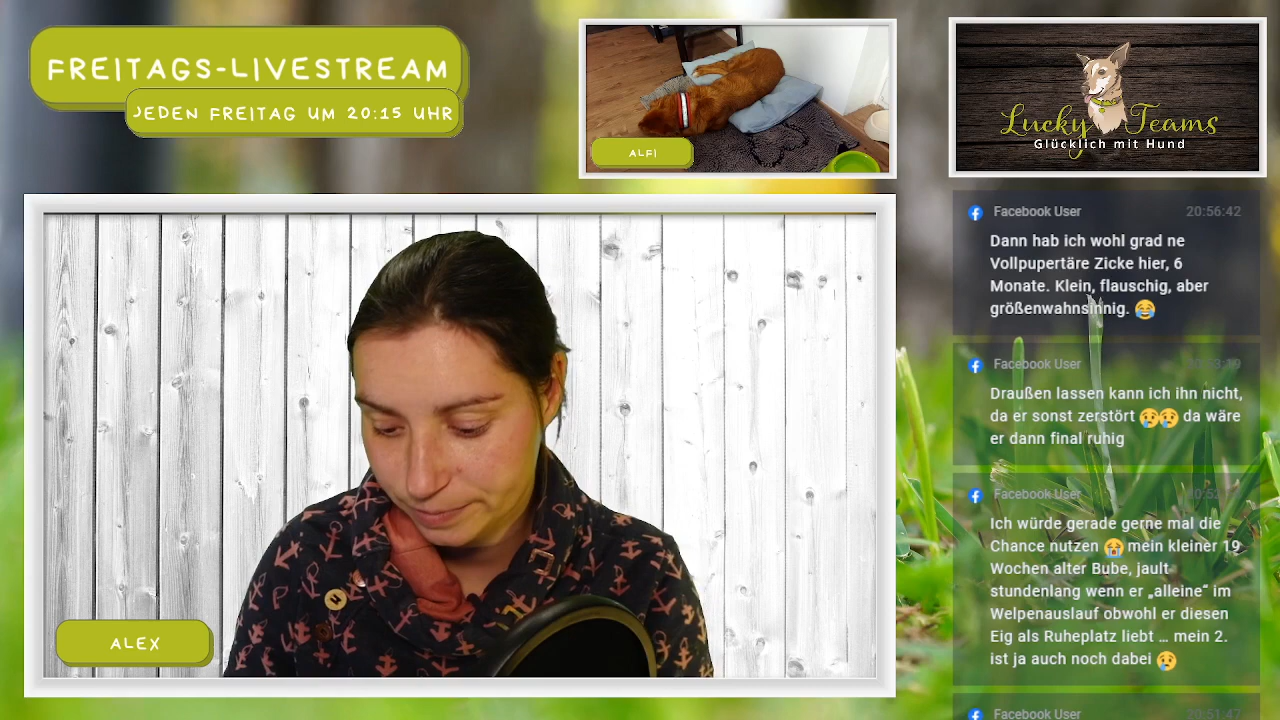 FREITAGS-LIVESTREAM
JEDEN FREITAG UM 20:15 UHR
ALFI
Lucky Teams
Glücklich mit Hund
Facebook User 20:56:42
Dann hab ich wohl grad ne
Vollpupertäre Zicke hier, 6
Monate. Klein, flauschig, aber
größenwahnsinnig. 😂
Facebook User
Draußen lassen kann ich ihn nicht,
da er sonst zerstört 😢😢 da wäre
er dann final ruhig
Facebook User
Ich würde gerade gerne mal die
Chance nutzen 😭 mein kleiner 19
Wochen alter Bube, jault
stundenlang wenn er „alleine“ im
Welpenauslauf obwohl er diesen
Eig als Ruheplatz liebt … mein 2.
ist ja auch noch dabei 😢
Facebook User 20:51:47
ALEX